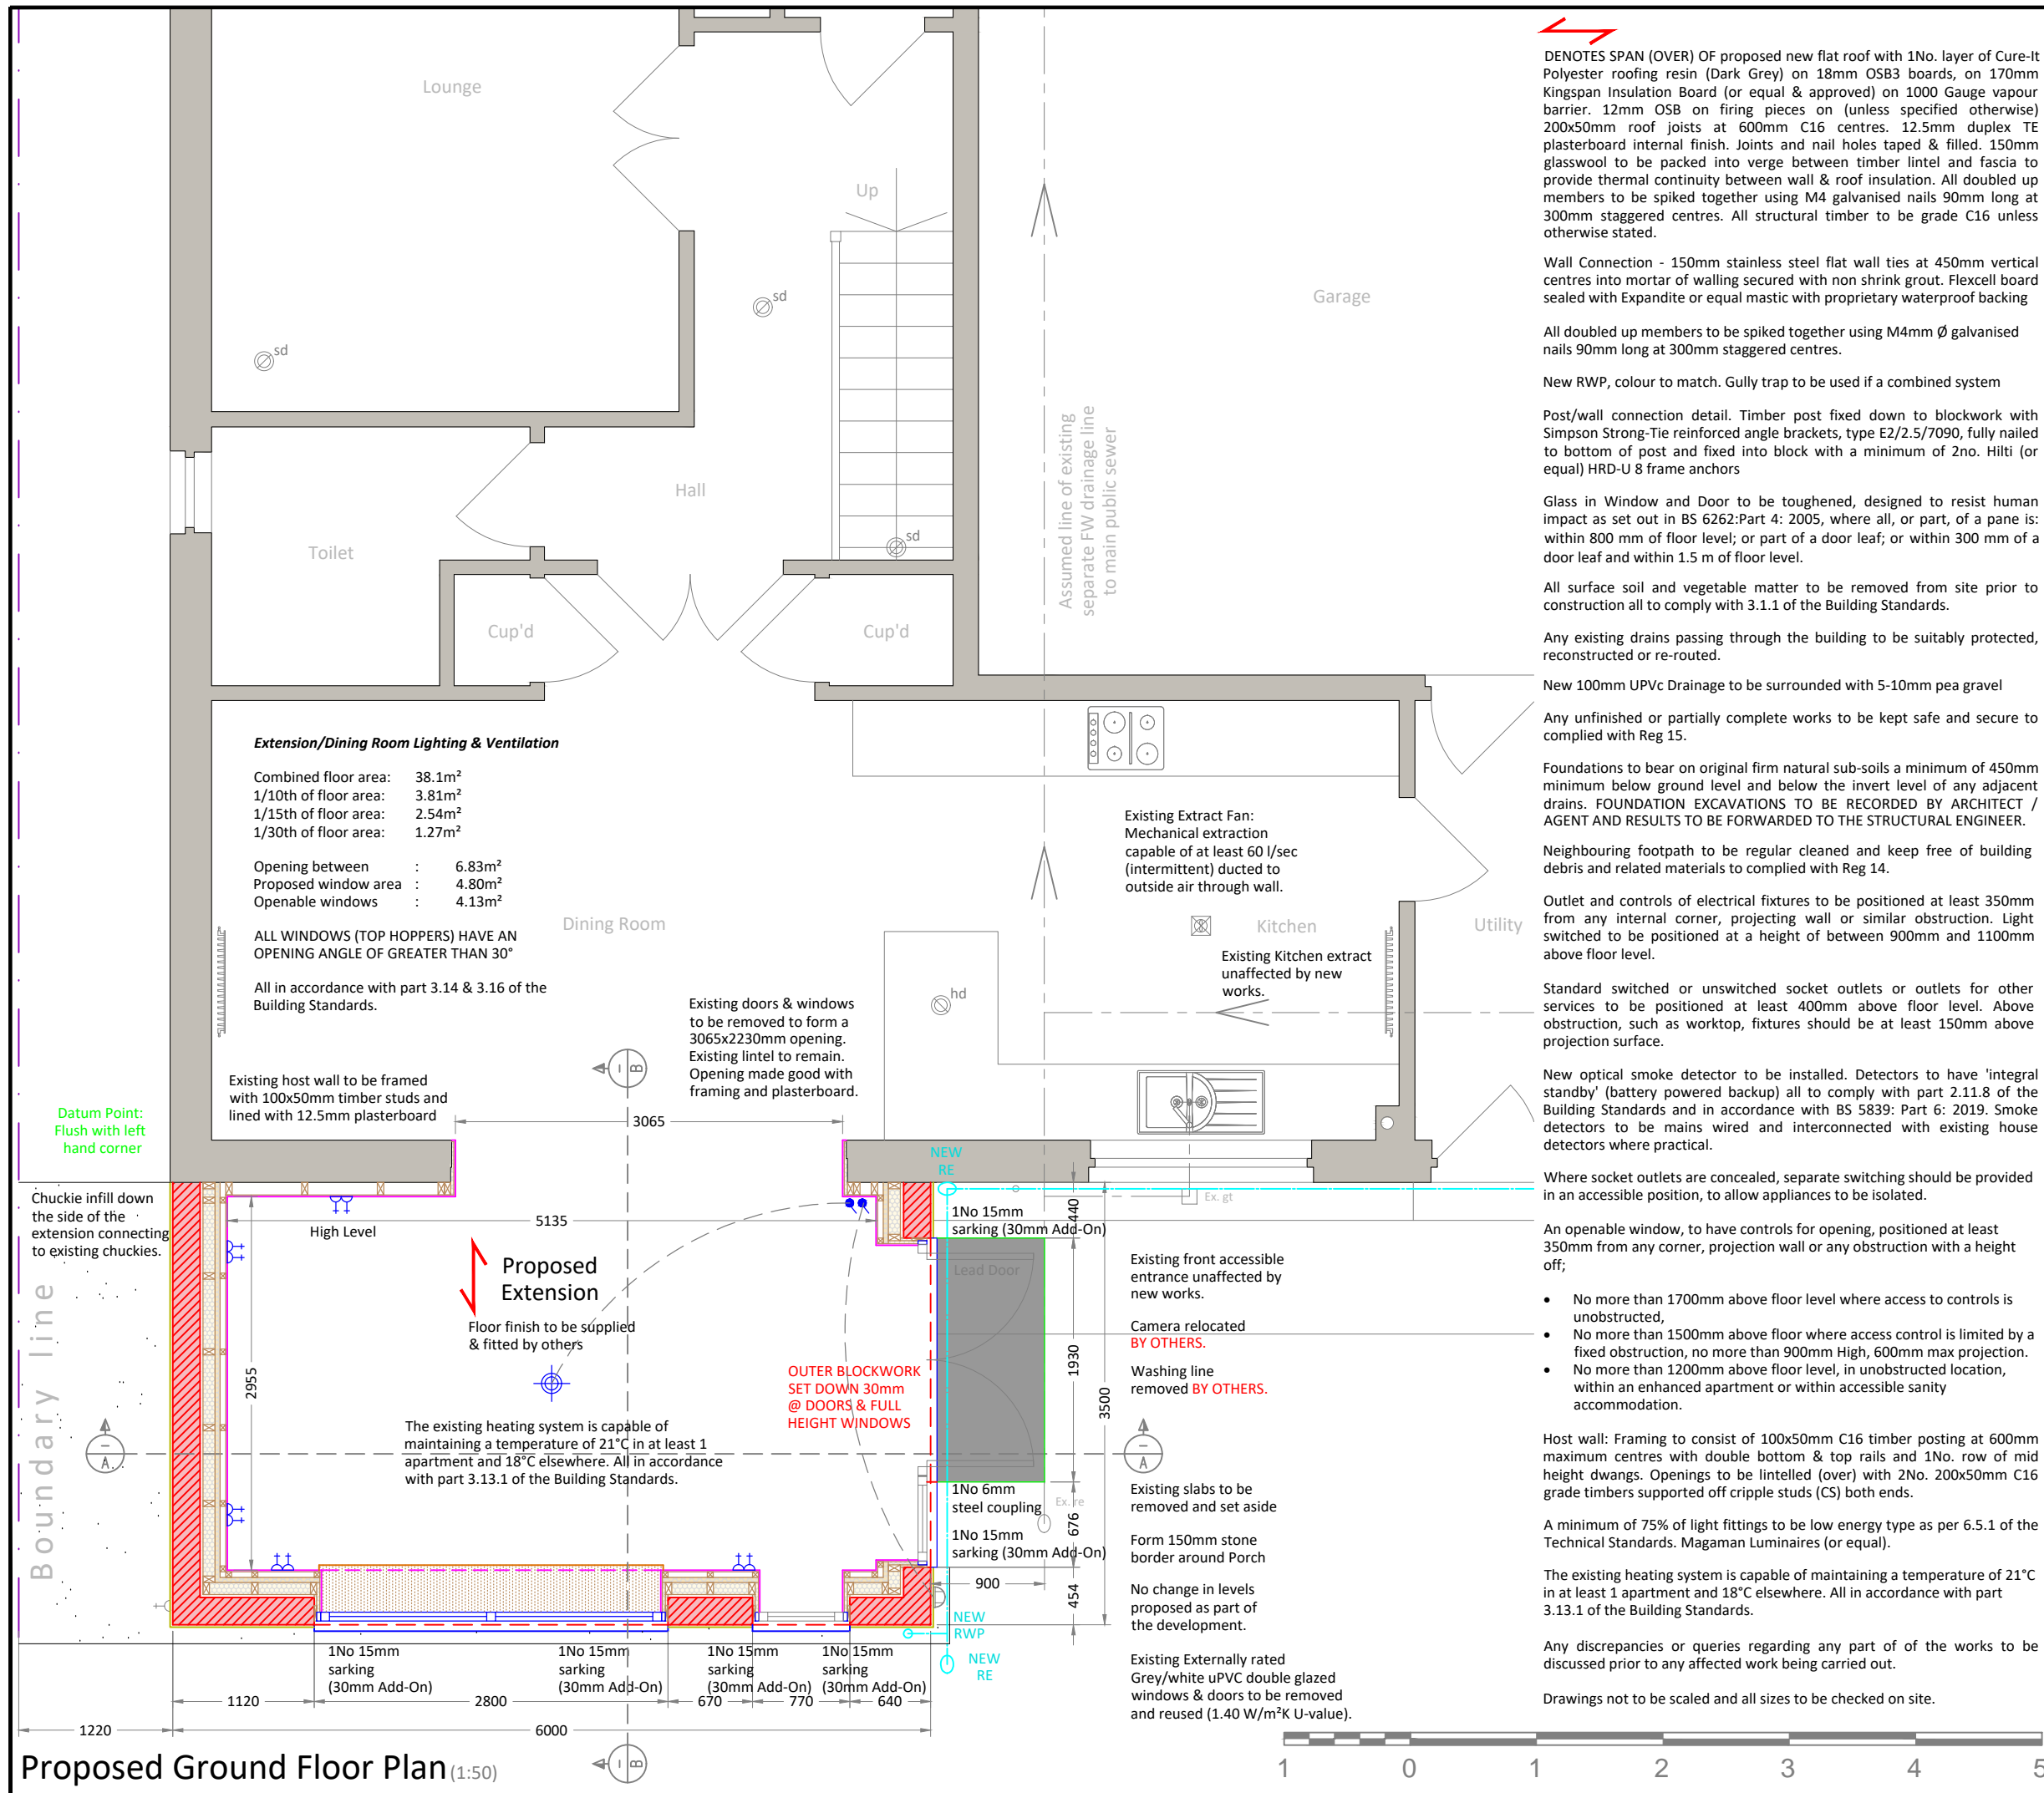 Lounge
Up
sd
sd
sd
Garage
Hall
Toilet
Cup'd
Cup'd
Assumed line of existing
separate FW drainage line
to main public sewer
Extension/Dining Room Lighting & Ventilation
Combined floor area: 38.1m²
1/10th of floor area: 3.81m²
1/15th of floor area: 2.54m²
1/30th of floor area: 1.27m²
Opening between : 6.83m²
Proposed window area : 4.80m²
Openable windows : 4.13m²
ALL WINDOWS (TOP HOPPERS) HAVE AN
OPENING ANGLE OF GREATER THAN 30°
All in accordance with part 3.14 & 3.16 of the
Building Standards.
Dining Room
Existing Extract Fan:
Mechanical extraction
capable of at least 60 l/sec
(intermittent) ducted to
outside air through wall.
Kitchen
Utility
Existing Kitchen extract
unaffected by new
works.
hd
Existing doors & windows
to be removed to form a
3065x2230mm opening.
Existing lintel to remain.
Opening made good with
framing and plasterboard.
Existing host wall to be framed
with 100x50mm timber studs and
lined with 12.5mm plasterboard
B
Datum Point:
Flush with left
hand corner
3065
NEW
RE
Ex. gt
Chuckie infill down
the side of the
extension connecting
to existing chuckies.
High Level
5135
440
1No 15mm
sarking (30mm Add-On)
Lead Door
Proposed
Extension
Floor finish to be supplied
& fitted by others
Existing front accessible
entrance unaffected by
new works.
Camera relocated
BY OTHERS.
Washing line
removed BY OTHERS.
Boundary line
2955
1930
3500
OUTER BLOCKWORK
SET DOWN 30mm
@ DOORS & FULL
HEIGHT WINDOWS
The existing heating system is capable of
maintaining a temperature of 21°C in at least 1
apartment and 18°C elsewhere. All in accordance
with part 3.13.1 of the Building Standards.
A
A
1No 6mm
steel coupling
Ex. re
676
1No 15mm
sarking (30mm Add-On)
Existing slabs to be
removed and set aside
Form 150mm stone
border around Porch
No change in levels
proposed as part of
the development.
Existing Externally rated
Grey/white uPVC double glazed
windows & doors to be removed
and reused (1.40 W/m²K U-value).
900
454
NEW
RWP
NEW
RE
1No 15mm
sarking
(30mm Add-On)
1No 15mm
sarking
(30mm Add-On)
1No 15mm
sarking
(30mm Add-On)
1No 15mm
sarking
(30mm Add-On)
1120
2800
670
770
640
1220
6000
B
Proposed Ground Floor Plan (1:50)
1 0 1 2 3 4 5
DENOTES SPAN (OVER) OF proposed new flat roof with 1No. layer of Cure-It
Polyester roofing resin (Dark Grey) on 18mm OSB3 boards, on 170mm
Kingspan Insulation Board (or equal & approved) on 1000 Gauge vapour
barrier. 12mm OSB on firing pieces on (unless specified otherwise)
200x50mm roof joists at 600mm C16 centres. 12.5mm duplex TE
plasterboard internal finish. Joints and nail holes taped & filled. 150mm
glasswool to be packed into verge between timber lintel and fascia to
provide thermal continuity between wall & roof insulation. All doubled up
members to be spiked together using M4 galvanised nails 90mm long at
300mm staggered centres. All structural timber to be grade C16 unless
otherwise stated.
Wall Connection - 150mm stainless steel flat wall ties at 450mm vertical
centres into mortar of walling secured with non shrink grout. Flexcell board
sealed with Expandite or equal mastic with proprietary waterproof backing
All doubled up members to be spiked together using M4mm Ø galvanised
nails 90mm long at 300mm staggered centres.
New RWP, colour to match. Gully trap to be used if a combined system
Post/wall connection detail. Timber post fixed down to blockwork with
Simpson Strong-Tie reinforced angle brackets, type E2/2.5/7090, fully nailed
to bottom of post and fixed into block with a minimum of 2no. Hilti (or
equal) HRD-U 8 frame anchors
Glass in Window and Door to be toughened, designed to resist human
impact as set out in BS 6262:Part 4: 2005, where all, or part, of a pane is:
within 800 mm of floor level; or part of a door leaf; or within 300 mm of a
door leaf and within 1.5 m of floor level.
All surface soil and vegetable matter to be removed from site prior to
construction all to comply with 3.1.1 of the Building Standards.
Any existing drains passing through the building to be suitably protected,
reconstructed or re-routed.
New 100mm UPVc Drainage to be surrounded with 5-10mm pea gravel
Any unfinished or partially complete works to be kept safe and secure to
complied with Reg 15.
Foundations to bear on original firm natural sub-soils a minimum of 450mm
minimum below ground level and below the invert level of any adjacent
drains. FOUNDATION EXCAVATIONS TO BE RECORDED BY ARCHITECT /
AGENT AND RESULTS TO BE FORWARDED TO THE STRUCTURAL ENGINEER.
Neighbouring footpath to be regular cleaned and keep free of building
debris and related materials to complied with Reg 14.
Outlet and controls of electrical fixtures to be positioned at least 350mm
from any internal corner, projecting wall or similar obstruction. Light
switched to be positioned at a height of between 900mm and 1100mm
above floor level.
Standard switched or unswitched socket outlets or outlets for other
services to be positioned at least 400mm above floor level. Above
obstruction, such as worktop, fixtures should be at least 150mm above
projection surface.
New optical smoke detector to be installed. Detectors to have 'integral
standby' (battery powered backup) all to comply with part 2.11.8 of the
Building Standards and in accordance with BS 5839: Part 6: 2019. Smoke
detectors to be mains wired and interconnected with existing house
detectors where practical.
Where socket outlets are concealed, separate switching should be provided
in an accessible position, to allow appliances to be isolated.
An openable window, to have controls for opening, positioned at least
350mm from any corner, projection wall or any obstruction with a height
off;
• No more than 1700mm above floor level where access to controls is
unobstructed,
• No more than 1500mm above floor where access control is limited by a
fixed obstruction, no more than 900mm High, 600mm max projection.
• No more than 1200mm above floor level, in unobstructed location,
within an enhanced apartment or within accessible sanity
accommodation.
Host wall: Framing to consist of 100x50mm C16 timber posting at 600mm
maximum centres with double bottom & top rails and 1No. row of mid
height dwangs. Openings to be lintelled (over) with 2No. 200x50mm C16
grade timbers supported off cripple studs (CS) both ends.
A minimum of 75% of light fittings to be low energy type as per 6.5.1 of the
Technical Standards. Magaman Luminaires (or equal).
The existing heating system is capable of maintaining a temperature of 21°C
in at least 1 apartment and 18°C elsewhere. All in accordance with part
3.13.1 of the Building Standards.
Any discrepancies or queries regarding any part of of the works to be
discussed prior to any affected work being carried out.
Drawings not to be scaled and all sizes to be checked on site.